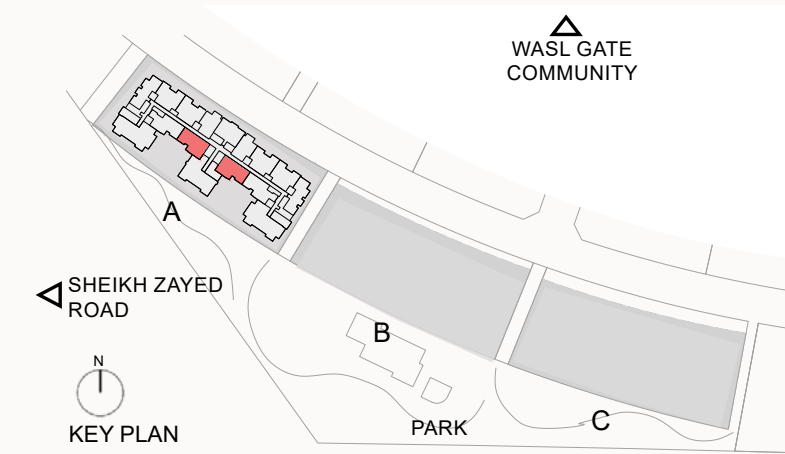 WASL GATE
COMMUNITY
A
SHEIKH ZAYED
ROAD
B
N
C
PARK
KEY PLAN